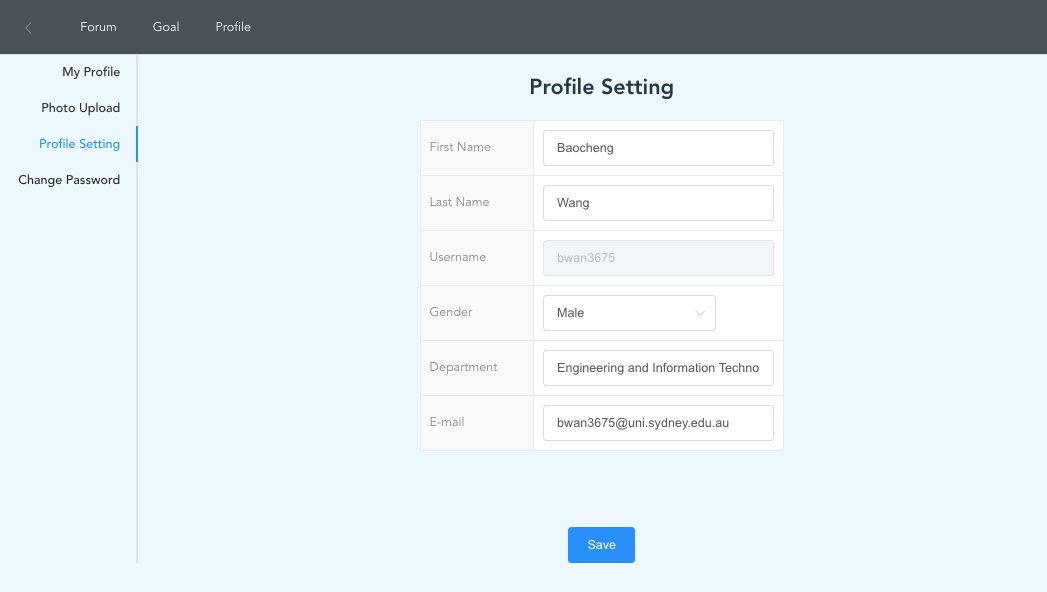 Forum Goal Profile
My Profile
Photo Upload
Profile Setting
Change Password
Profile Setting
First Name Baocheng
Last Name Wang
Username bwan3675
Gender Male
Department Engineering and Information Techno
E-mail bwan3675@uni.sydney.edu.au
Save